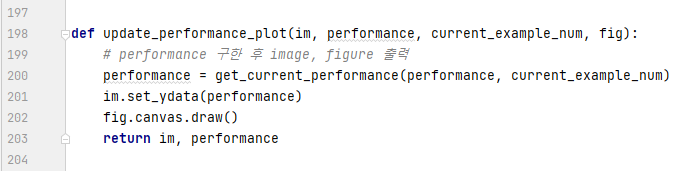 197
198 def update_performance_plot(im, performance, current_example_num, fig):
199 # performance 구한 후 image, figure 출력
200 performance = get_current_performance(performance, current_example_num)
201 im.set_ydata(performance)
202 fig.canvas.draw()
203 return im, performance
204